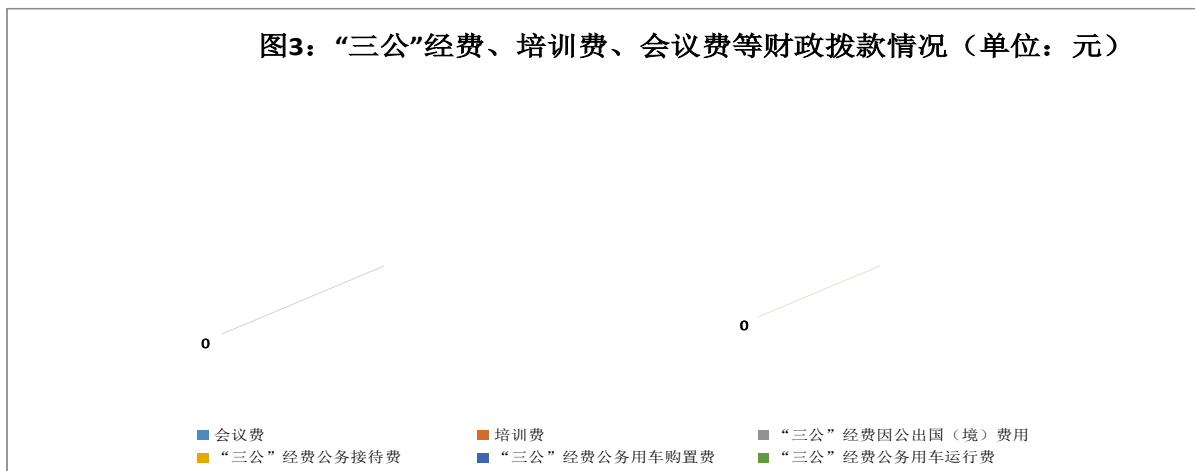 图3：“三公”经费、培训费、会议费等财政拨款情况（单位：元）
0
0
会议费
培训费
“三公”经费因公出国（境）费用
“三公”经费公务接待费
“三公”经费公务用车购置费
“三公”经费公务用车运行费